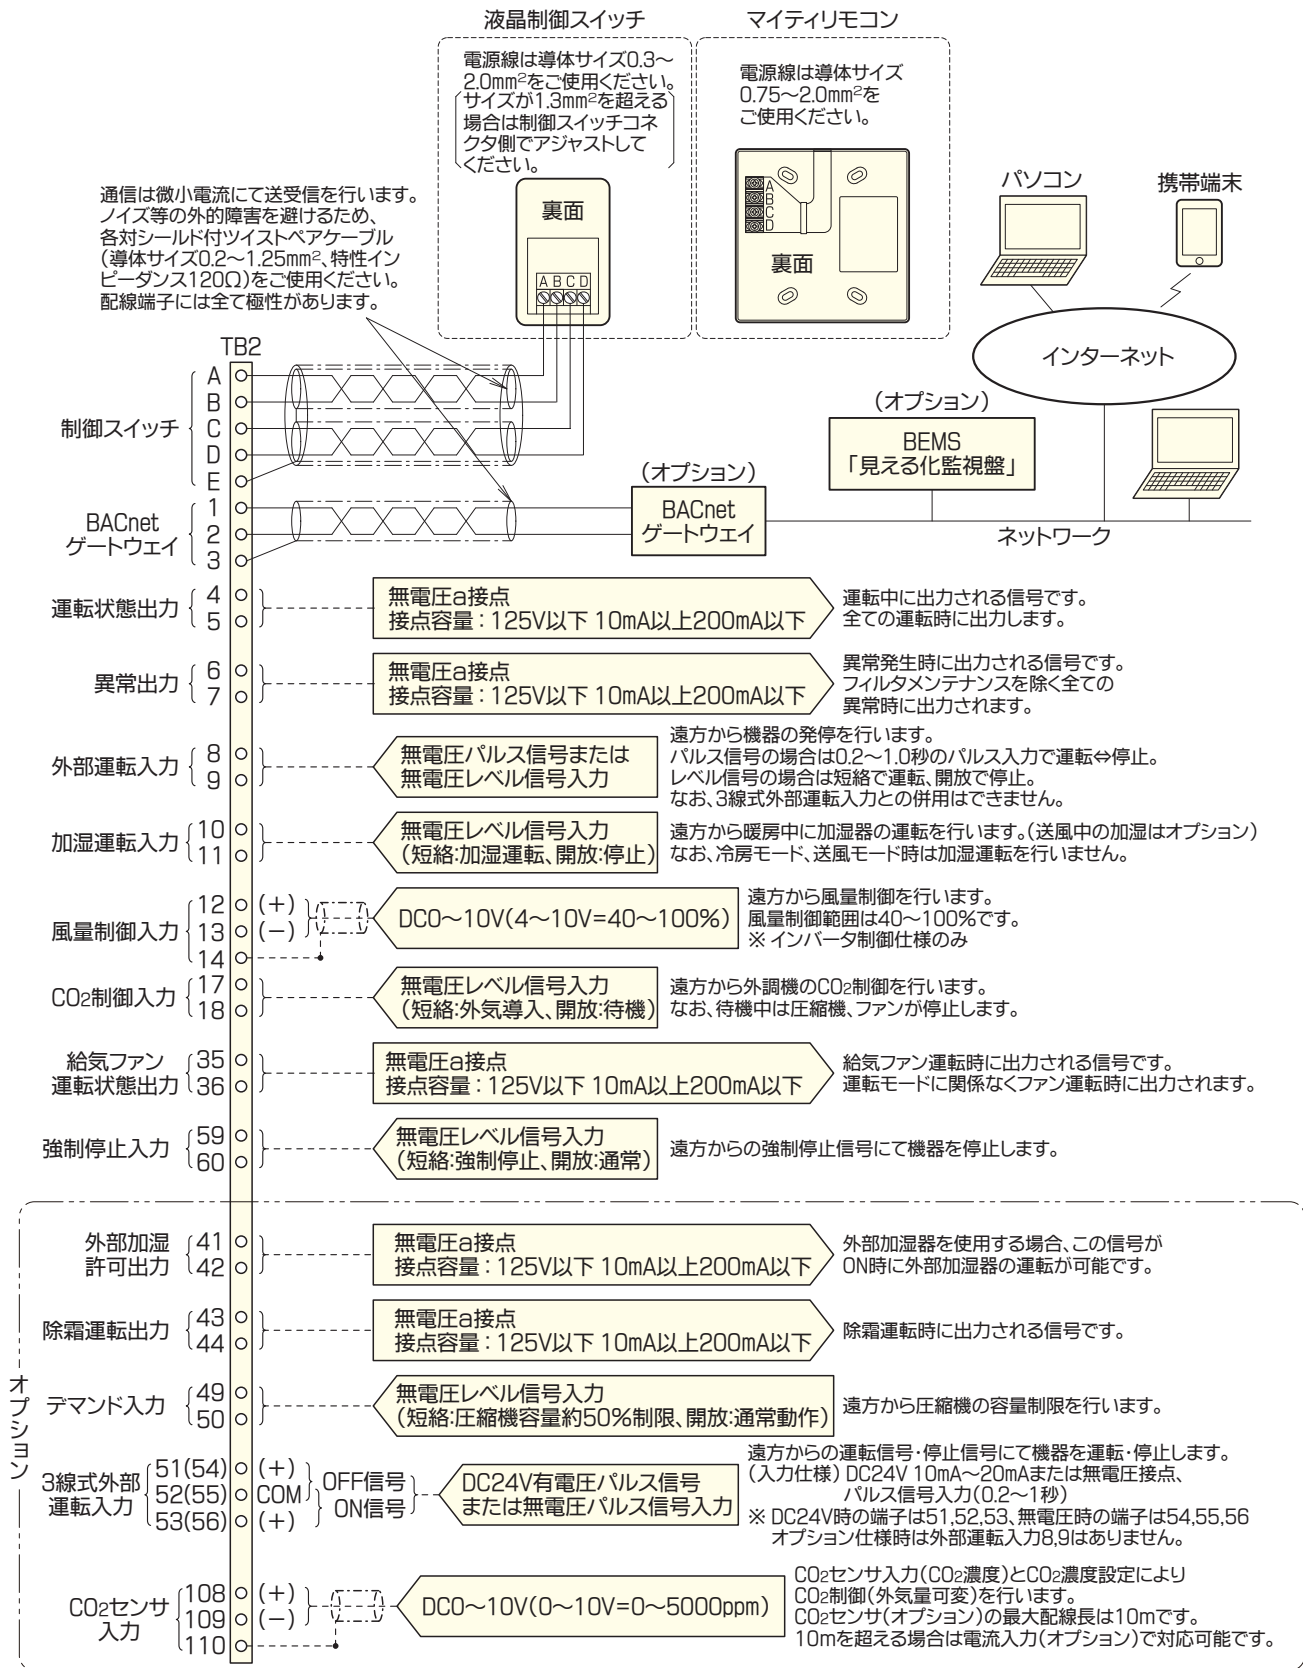 液晶制御スイッチ
マイティリモコン
電源線は導体サイズ0.3～
2.0mm²をご使用ください。
サイズが1.3mm²を超える
場合は制御スイッチコネ
クタ側でアジャストして
ください。
電源線は導体サイズ
0.75～2.0mm²を
ご使用ください。
裏面
A B C D
A
B
C
D
裏面
パソコン
携帯端末
インターネット
通信は微小電流にて送受信を行います。
ノイズ等の外的障害を避けるため、
各対シールド付ツイストペアケーブル
(導体サイズ0.2～1.25mm²、特性イン
ピーダンス120Ω)をご使用ください。
配線端子には全て極性があります。
TB2
制御スイッチ
A
B
C
D
E
(オプション)
BEMS
「見える化監視盤」
(オプション)
BACnet
ゲートウェイ
ネットワーク
BACnet
ゲートウェイ
1
2
3
運転状態出力
4
5
無電圧a接点
接点容量：125V以下 10mA以上200mA以下
運転中に出力される信号です。
全ての運転時に出力します。
異常出力
6
7
無電圧a接点
接点容量：125V以下 10mA以上200mA以下
異常発生時に出力される信号です。
フィルタメンテナンスを除く全ての
異常時に出力されます。
外部運転入力
8
9
無電圧パルス信号または
無電圧レベル信号入力
遠方から機器の発停を行います。
パルス信号の場合は0.2～1.0秒のパルス入力で運転⇔停止。
レベル信号の場合は短絡で運転、開放で停止。
なお、3線式外部運転入力との併用はできません。
加湿運転入力
10
11
無電圧レベル信号入力
(短絡:加湿運転、開放:停止)
遠方から暖房中に加湿器の運転を行います。(送風中の加湿はオプション)
なお、冷房モード、送風モード時は加湿運転を行いません。
風量制御入力
12 (+)
13 (−)
14
DC0～10V(4～10V=40～100%)
遠方から風量制御を行います。
風量制御範囲は40～100%です。
※インバータ制御仕様のみ
CO₂制御入力
17
18
無電圧レベル信号入力
(短絡:外気導入、開放:待機)
遠方から外調機のCO₂制御を行います。
なお、待機中は圧縮機、ファンが停止します。
給気ファン
運転状態出力
35
36
無電圧a接点
接点容量：125V以下 10mA以上200mA以下
給気ファン運転時に出力される信号です。
運転モードに関係なくファン運転時に出力されます。
強制停止入力
59
60
無電圧レベル信号入力
(短絡:強制停止、開放:通常)
遠方からの強制停止信号にて機器を停止します。
オプション
外部加湿
許可出力
41
42
無電圧a接点
接点容量：125V以下 10mA以上200mA以下
外部加湿器を使用する場合、この信号が
ON時に外部加湿器の運転が可能です。
除霜運転出力
43
44
無電圧a接点
接点容量：125V以下 10mA以上200mA以下
除霜運転時に出力される信号です。
デマンド入力
49
50
無電圧レベル信号入力
(短絡:圧縮機容量約50%制限、開放:通常動作)
遠方から圧縮機の容量制限を行います。
3線式外部
運転入力
51(54) (+)
52(55) COM
53(56) (+)
OFF信号
ON信号
DC24V有電圧パルス信号
または無電圧パルス信号入力
遠方からの運転信号・停止信号にて機器を運転・停止します。
(入力仕様) DC24V 10mA～20mAまたは無電圧接点、
パルス信号入力(0.2～1秒)
※ DC24V時の端子は51,52,53、無電圧時の端子は54,55,56
オプション仕様時は外部運転入力8,9はありません。
CO₂センサ
入力
108 (+)
109 (−)
110
DC0～10V(0～10V=0～5000ppm)
CO₂センサ入力(CO₂濃度)とCO₂濃度設定により
CO₂制御(外気量可変)を行います。
CO₂センサ(オプション)の最大配線長は10mです。
10mを超える場合は電流入力(オプション)で対応可能です。